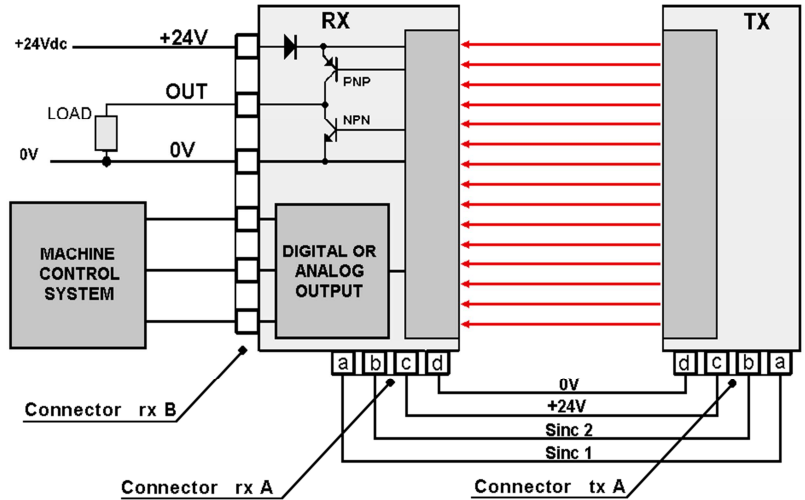 RX
TX
+24Vdc
+24V
PNP
OUT
LOAD
NPN
0V
0V
MACHINE
CONTROL
SYSTEM
DIGITAL OR
ANALOG
OUTPUT
a b c d
d c b a
0V
+24V
Sinc 2
Sinc 1
Connector rx B
Connector rx A
Connector tx A